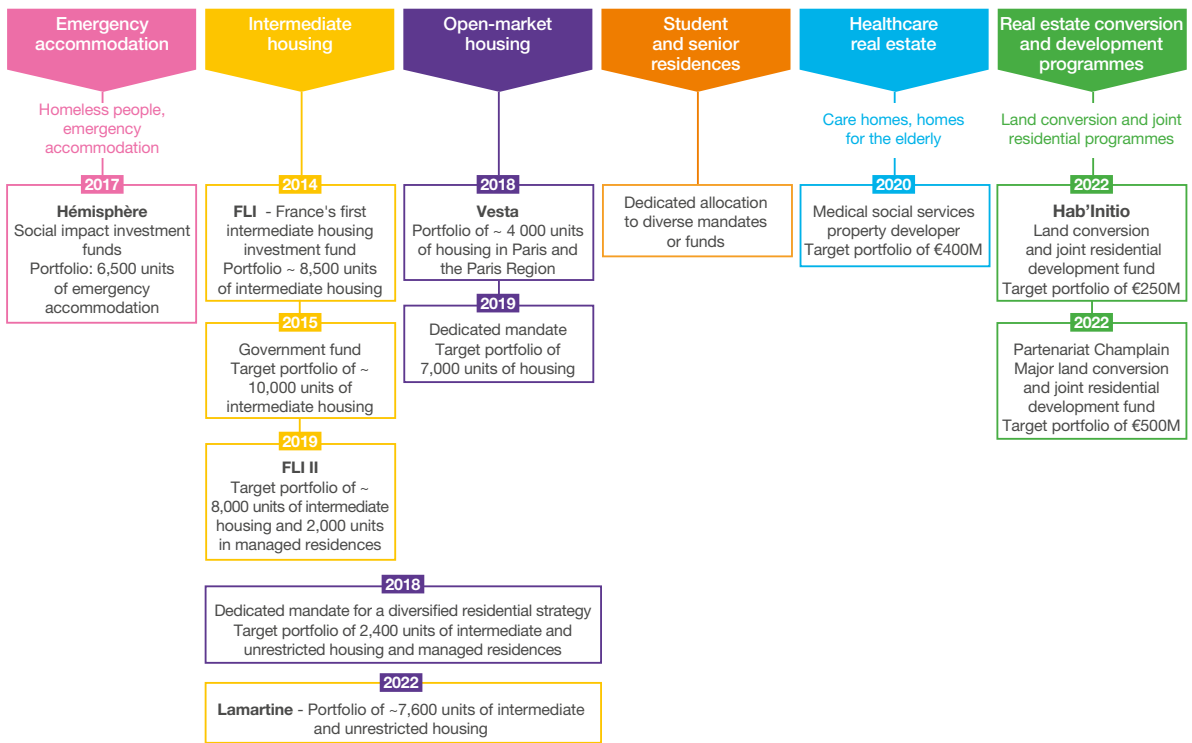 Emergency
accommodation
Homeless people,
emergency
accommodation
2017
Hémisphère
Social impact investment
funds
Portfolio: 6,500 units
of emergency
accommodation
Intermediate
housing
2014
FLI - France's first
intermediate housing
investment fund
Portfolio ~ 8,500 units
of intermediate housing
2015
Government fund
Target portfolio of ~
10,000 units of
intermediate housing
2019
FLI II
Target portfolio of ~
8,000 units of intermediate
housing and 2,000 units
in managed residences
Open-market
housing
2018
Vesta
Portfolio of ~ 4 000 units
of housing in Paris and
the Paris Region
2019
Dedicated mandate
Target portfolio of
7,000 units of housing
2018
Dedicated mandate for a diversified residential strategy
Target portfolio of 2,400 units of intermediate and
unrestricted housing and managed residences
2022
Lamartine - Portfolio of ~7,600 units of intermediate
and unrestricted housing
Student
and senior
residences
Dedicated allocation
to diverse mandates
or funds
Healthcare
real estate
Care homes, homes
for the elderly
2020
Medical social services
property developer
Target portfolio of €400M
Real estate conversion
and development
programmes
Land conversion and joint
residential programmes
2022
Hab’Initio
Land conversion
and joint residential
development fund
Target portfolio of €250M
2022
Partenariat Champlain
Major land conversion
and joint residential
development fund
Target portfolio of €500M